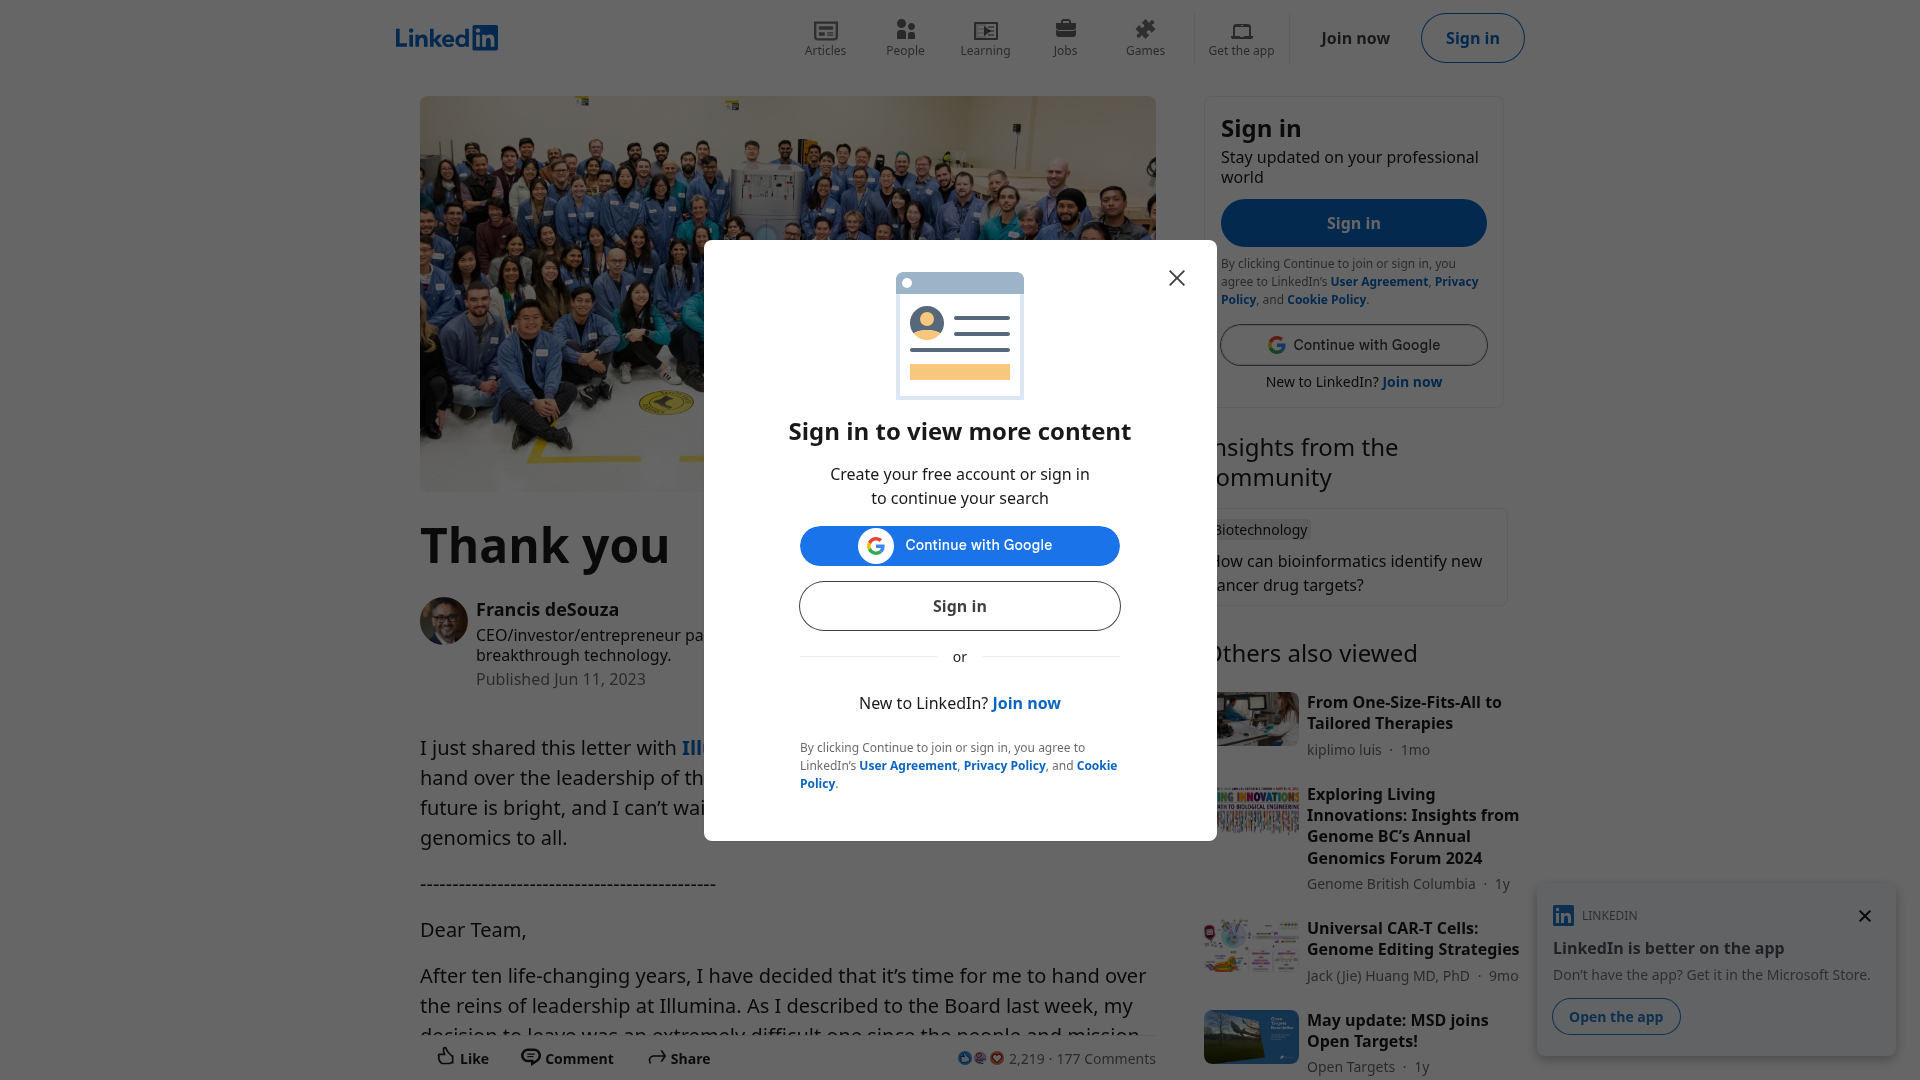 Linked in
Articles
People
Learning
Jobs
Games
Get the app
Join now
Sign in
Thank you
Francis deSouza
CEO/investor/entrepreneur pa
breakthrough technology.
Published Jun 11, 2023
I just shared this letter with Ill
hand over the leadership of th
future is bright, and I can’t wai
genomics to all.
----------------------------------------------
Dear Team,
After ten life-changing years, I have decided that it’s time for me to hand over
the reins of leadership at Illumina. As I described to the Board last week, my
decision to leave was an extremely difficult one since the people and mission
Like
Comment
Share
2,219 · 177 Comments
Sign in to view more content
Create your free account or sign in
to continue your search
Continue with Google
Sign in
or
New to LinkedIn? Join now
By clicking Continue to join or sign in, you agree to
LinkedIn’s User Agreement, Privacy Policy, and Cookie
Policy.
Sign in
Stay updated on your professional
world
Sign in
By clicking Continue to join or sign in, you
agree to LinkedIn’s User Agreement, Privacy
Policy, and Cookie Policy.
Continue with Google
New to LinkedIn? Join now
nsights from the
ommunity
Biotechnology
How can bioinformatics identify new
ancer drug targets?
Others also viewed
From One-Size-Fits-All to
Tailored Therapies
kiplimo luis · 1mo
Exploring Living
Innovations: Insights from
Genome BC’s Annual
Genomics Forum 2024
Genome British Columbia · 1y
Universal CAR-T Cells:
Genome Editing Strategies
Jack (Jie) Huang MD, PhD · 9mo
May update: MSD joins
Open Targets!
Open Targets · 1y
LINKEDIN
LinkedIn is better on the app
Don’t have the app? Get it in the Microsoft Store.
Open the app